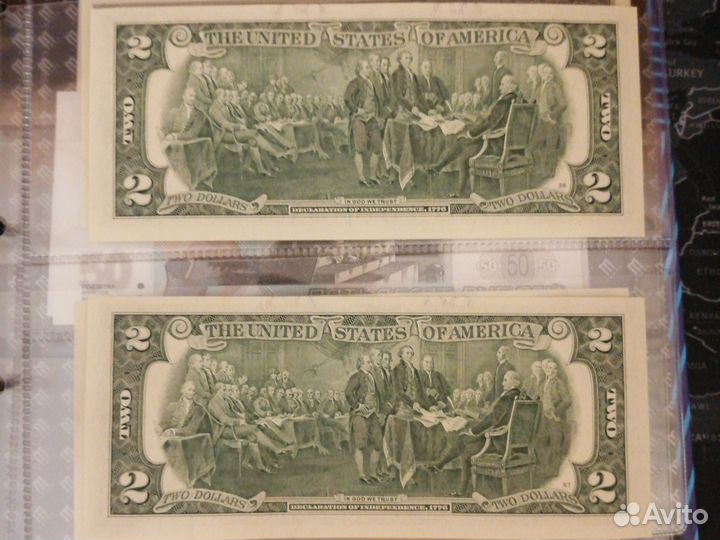 THE UNITED STATES OF AMERICA
2 2
TWO TWO
2 2
TWO DOLLARS IN GOD WE TRUST TWO DOLLARS
DECLARATION OF INDEPENDENCE, 1776
50 50 50 50
THE UNITED STATES OF AMERICA
2 2
TWO TWO
2 2
TWO DOLLARS IN GOD WE TRUST TWO DOLLARS
DECLARATION OF INDEPENDENCE, 1776
URKEY
Avito